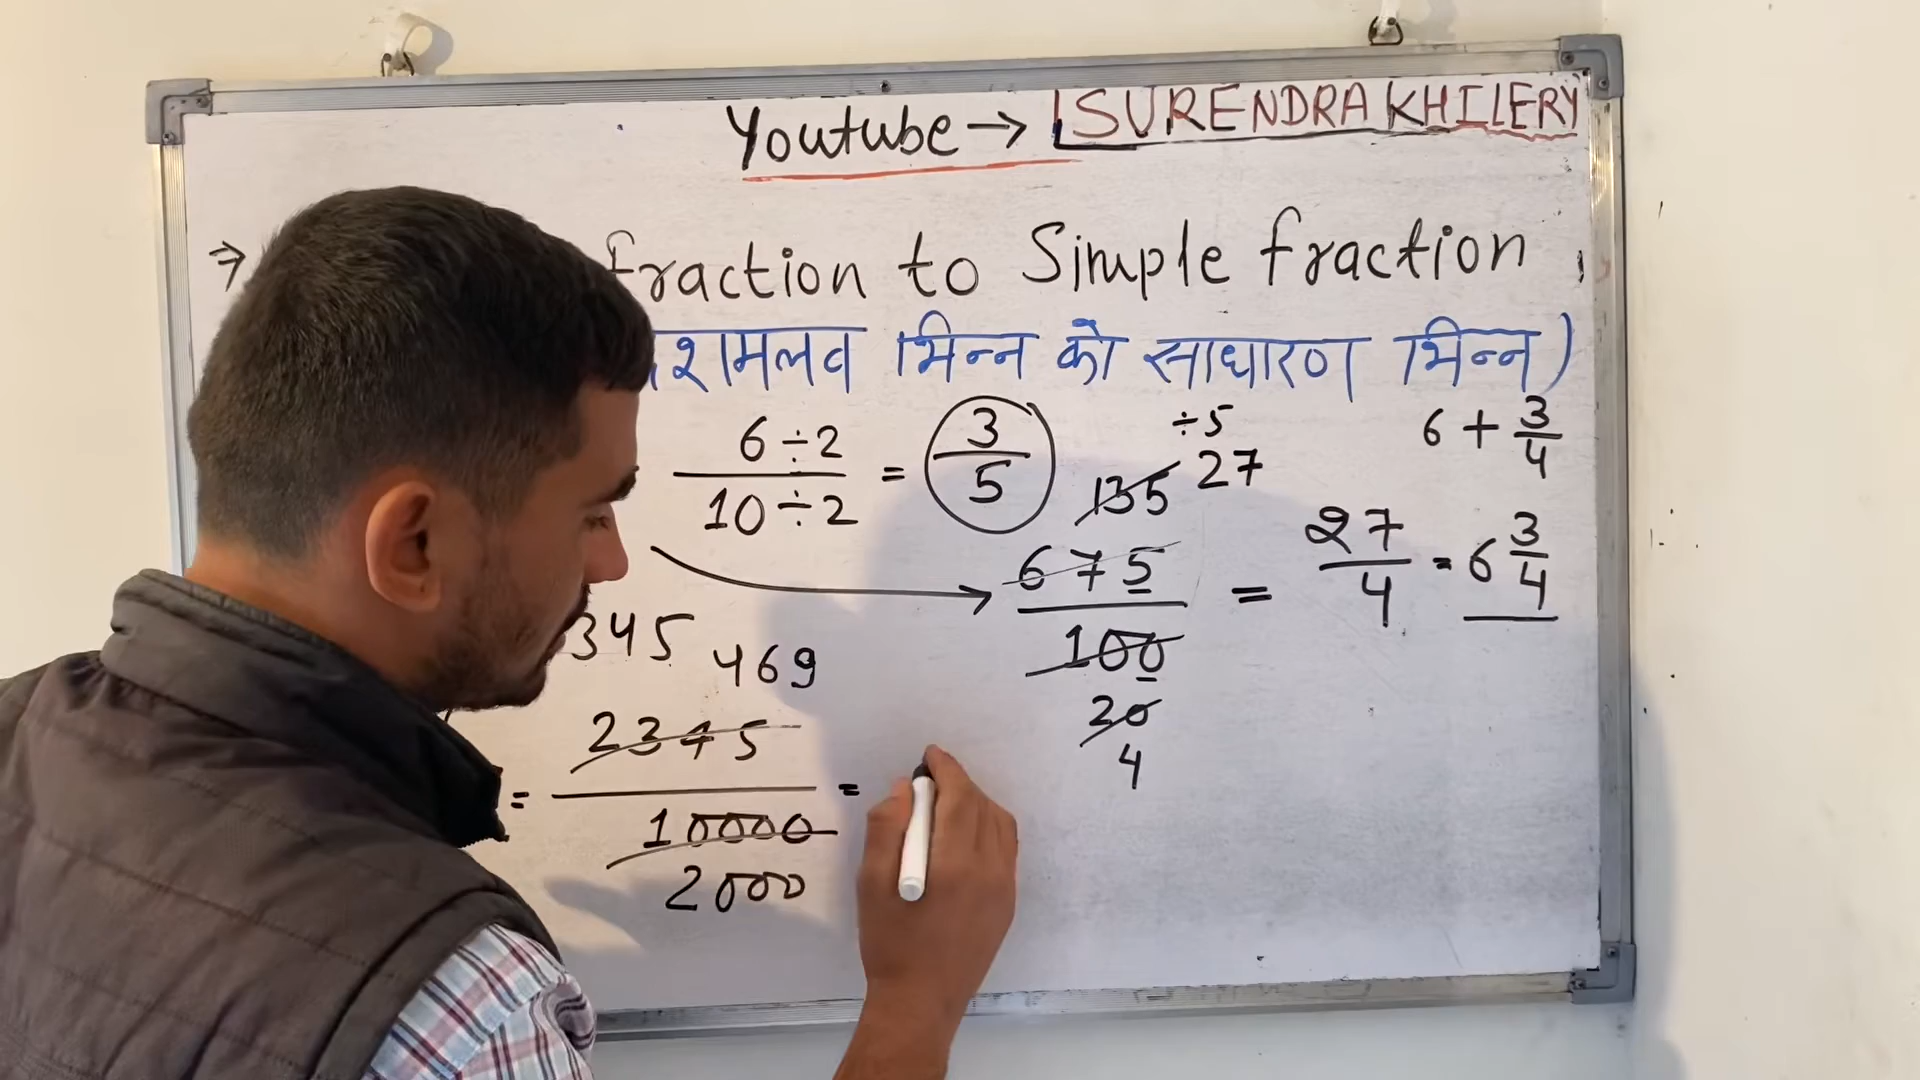 Youtube → SURENDRA KHILERY
→ fraction to Simple fraction
शमलव भिन्न को साधारण भिन्न)
6÷2 / 10÷2 = 3/5
÷5
135 27
675 / 100 = 27/4 = 6 3/4
20
4
6 + 3/4
345 469
= 2345 / 10000 =
2000